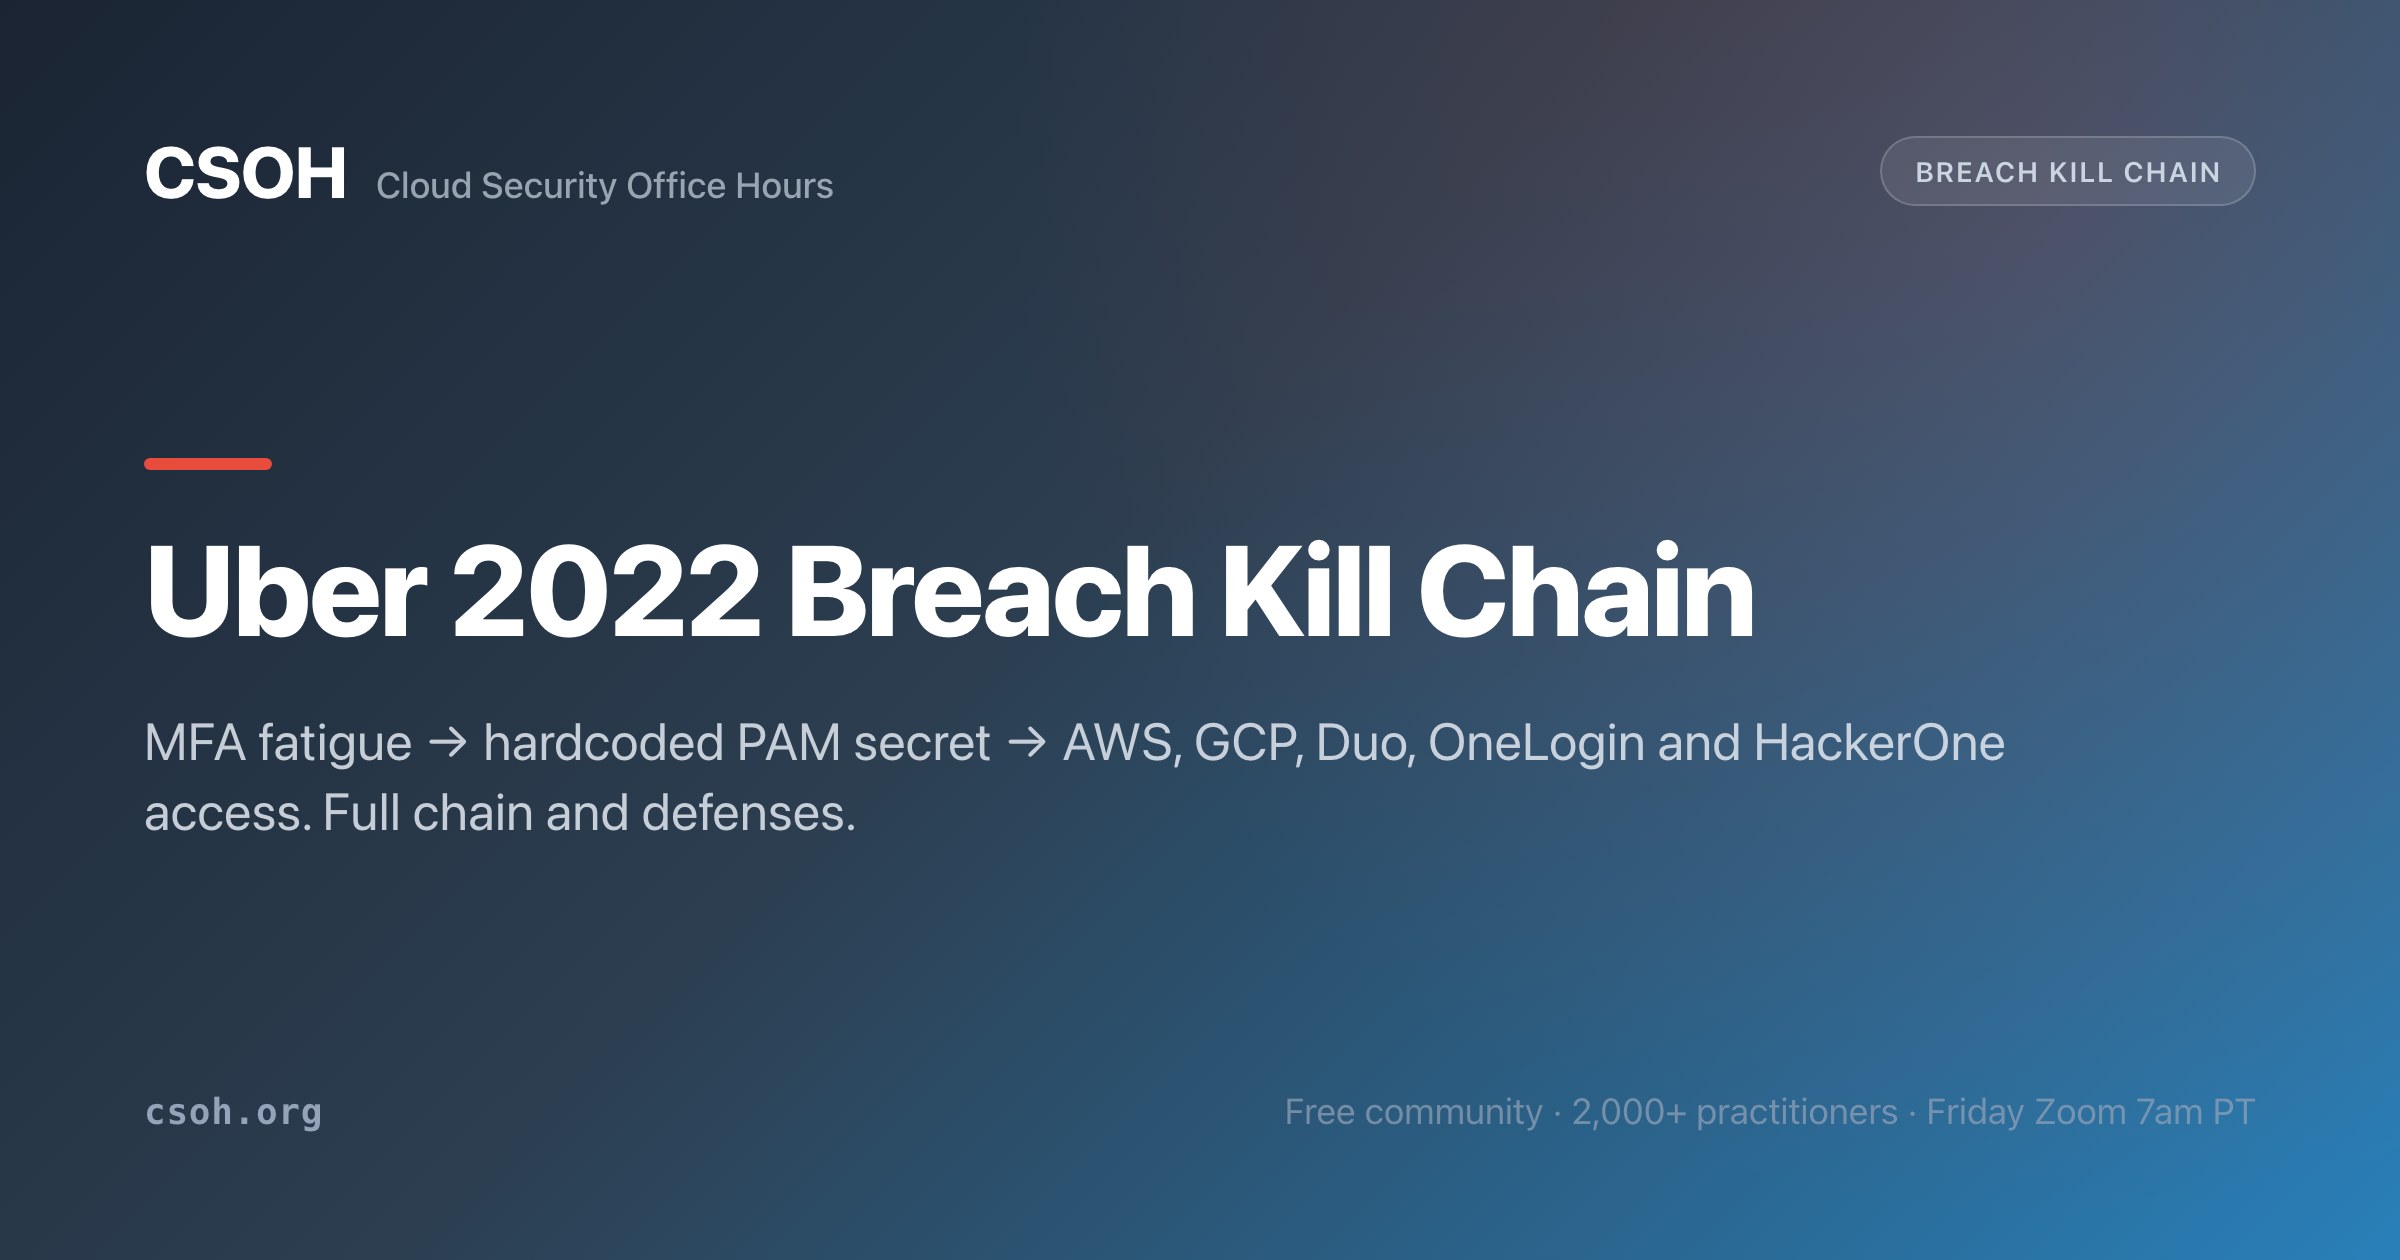 CSOH Cloud Security Office Hours
BREACH KILL CHAIN
Uber 2022 Breach Kill Chain
MFA fatigue → hardcoded PAM secret → AWS, GCP, Duo, OneLogin and HackerOne
access. Full chain and defenses.
csoh.org
Free community · 2,000+ practitioners · Friday Zoom 7am PT